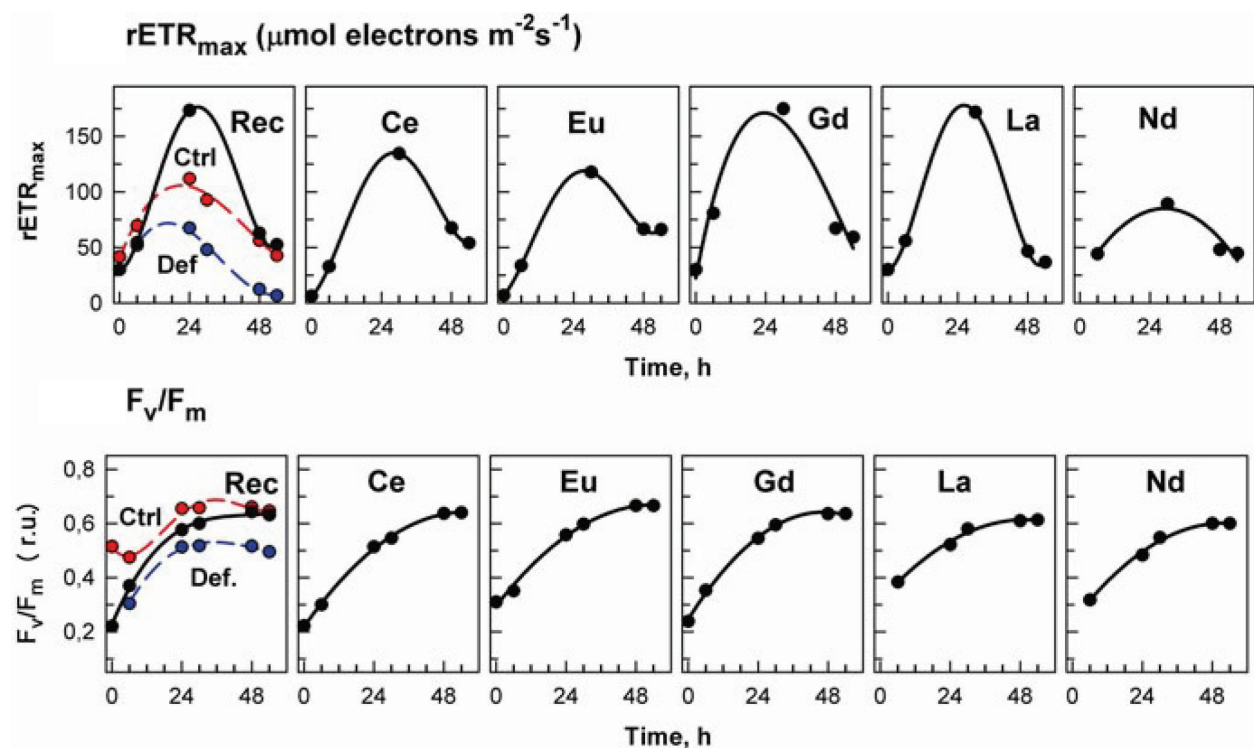 rETRmax (μmol electrons m-2s-1)
rETRmax
150
100
50
0
Rec
Ctrl
Def
Ce
Eu
Gd
La
Nd
0 24 48 0 24 48 0 24 48 0 24 48 0 24 48 0 24 48
Time, h
Fv/Fm
Fv/Fm ( r.u.)
0,8
0,6
0,4
0,2
Rec
Ctrl
Def.
Ce
Eu
Gd
La
Nd
0 24 48 0 24 48 0 24 48 0 24 48 0 24 48 0 24 48
Time, h